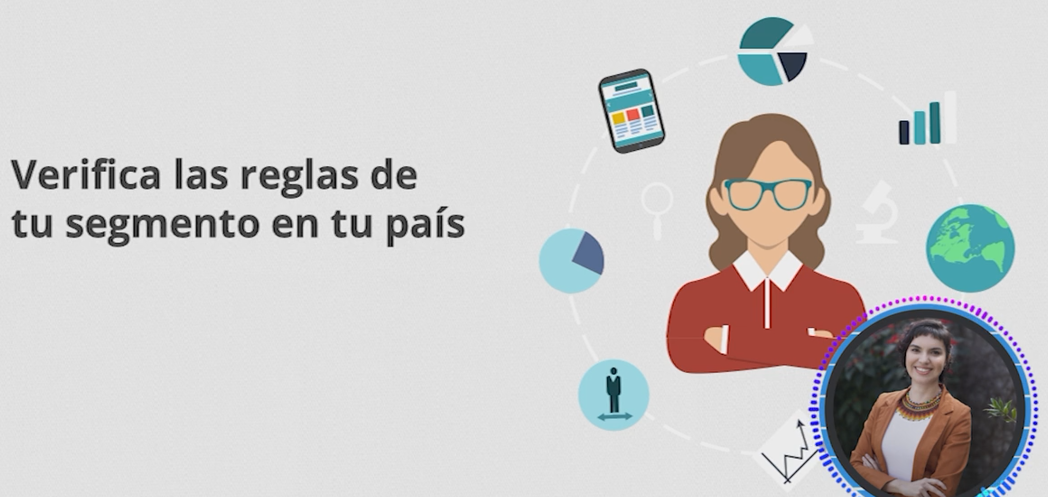 Verifica las reglas de
tu segmento en tu país